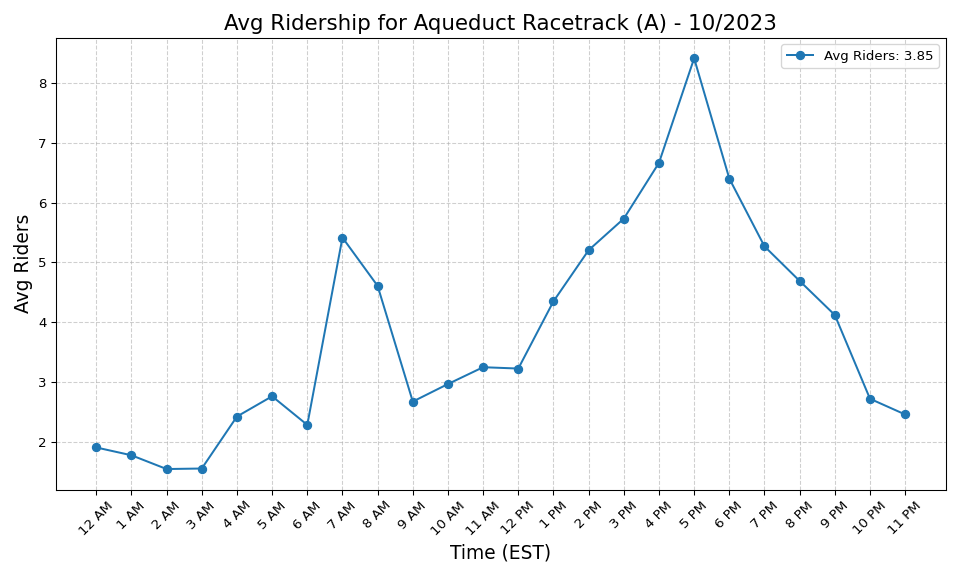 Avg Ridership for Aqueduct Racetrack (A) - 10/2023
Avg Riders: 3.85
Avg Riders
8
7
6
5
4
3
2
12 AM
1 AM
2 AM
3 AM
4 AM
5 AM
6 AM
7 AM
8 AM
9 AM
10 AM
11 AM
12 PM
1 PM
2 PM
3 PM
4 PM
5 PM
6 PM
7 PM
8 PM
9 PM
10 PM
11 PM
Time (EST)